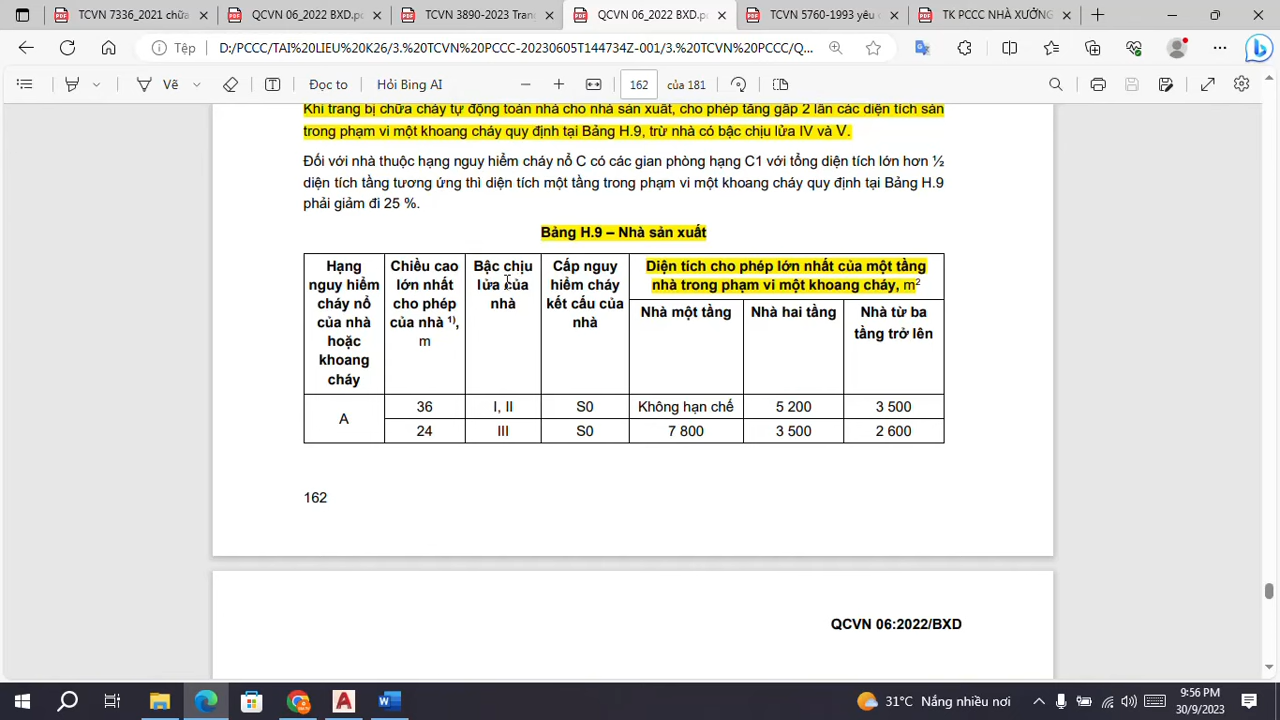 TCVN 7336_2021 chữa
QCVN 06_2022 BXD.po
TCVN 3890-2023 Trang
QCVN 06_2022 BXD.po
TCVN 5760-1993 yêu c
TK PCCC NHÀ XƯỞNG
Tệp
D:/PCCC/TAI%20LIEU%20K26/3.%20TCVN%20PCCC-20230605T144734Z-001/3.%20TCVN%20PCCC/Q...
Vẽ
Đọc to
Hỏi Bing AI
162
của 181
Khi trang bị chữa cháy tự động toàn nhà cho nhà sản xuất, cho phép tăng gấp 2 lần các diện tích sàn
trong phạm vi một khoang cháy quy định tại Bảng H.9, trừ nhà có bậc chịu lửa IV và V.
Đối với nhà thuộc hạng nguy hiểm cháy nổ C có các gian phòng hạng C1 với tổng diện tích lớn hơn ½
diện tích tầng tương ứng thì diện tích một tầng trong phạm vi một khoang cháy quy định tại Bảng H.9
phải giảm đi 25 %.
Bảng H.9 – Nhà sản xuất
Hạng
nguy hiểm
cháy nổ
của nhà
hoặc
khoang
cháy
Chiều cao
lớn nhất
cho phép
của nhà ¹⁾,
m
Bậc chịu
lửa của
nhà
Cấp nguy
hiểm cháy
kết cấu của
nhà
Diện tích cho phép lớn nhất của một tầng
nhà trong phạm vi một khoang cháy, m²
Nhà một tầng
Nhà hai tầng
Nhà từ ba
tầng trở lên
A
36 I, II S0 Không hạn chế 5 200 3 500
24 III S0 7 800 3 500 2 600
162
QCVN 06:2022/BXD
31°C Nắng nhiều nơi
9:56 PM
30/9/2023